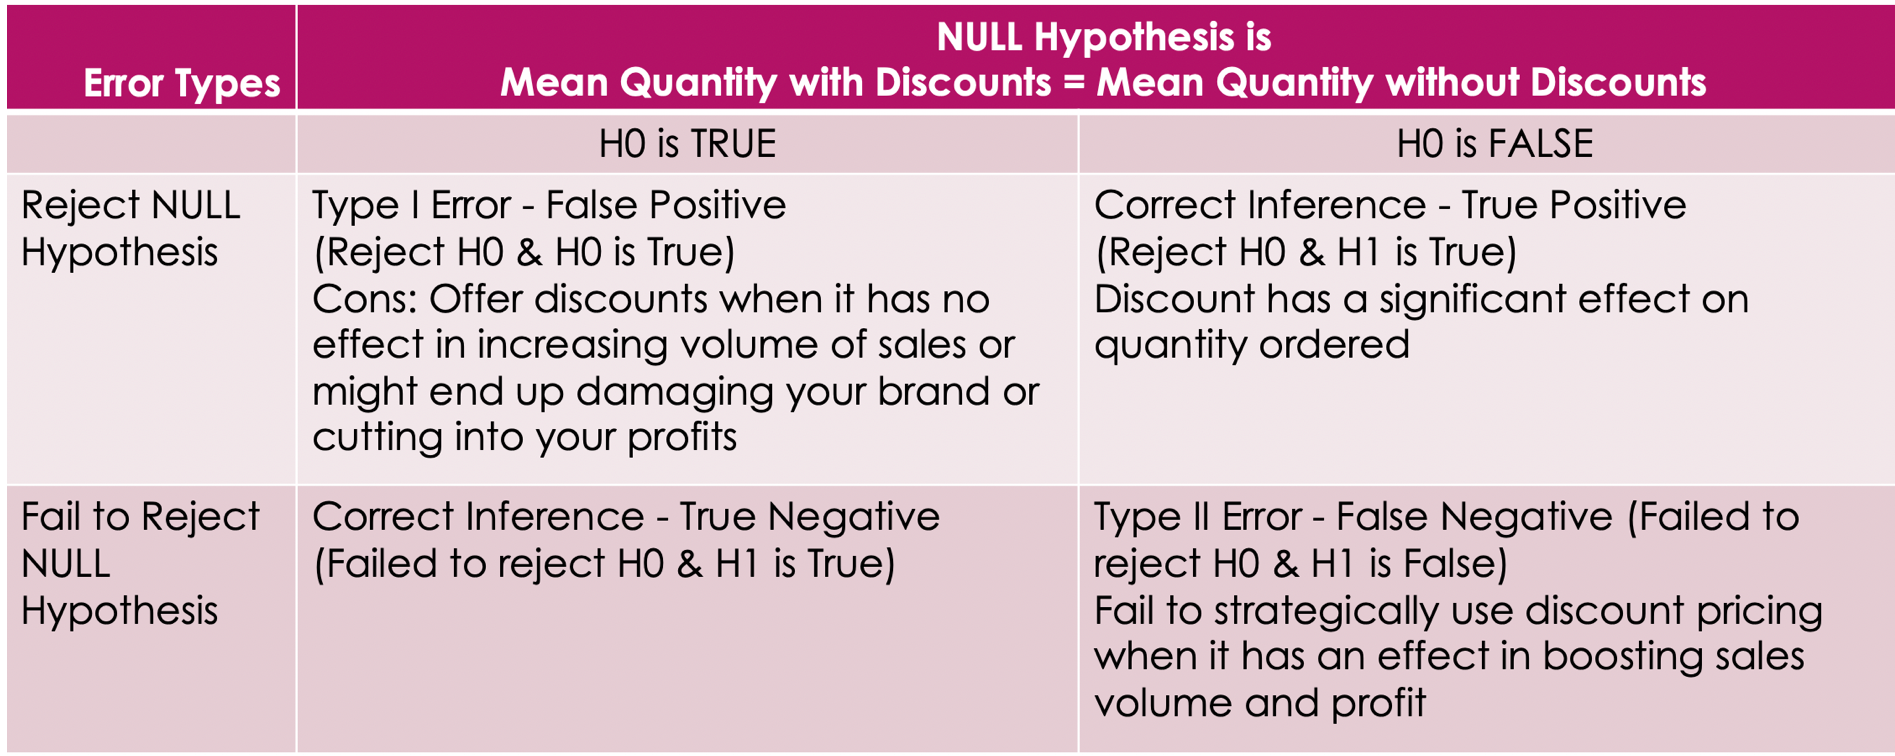 NULL Hypothesis is
Error Types
Mean Quantity with Discounts = Mean Quantity without Discounts
H0 is TRUE
H0 is FALSE
Reject NULL
Hypothesis
Type I Error - False Positive
(Reject H0 & H0 is True)
Cons: Offer discounts when it has no
effect in increasing volume of sales or
might end up damaging your brand or
cutting into your profits
Correct Inference - True Positive
(Reject H0 & H1 is True)
Discount has a significant effect on
quantity ordered
Fail to Reject
NULL
Hypothesis
Correct Inference - True Negative
(Failed to reject H0 & H1 is True)
Type II Error - False Negative (Failed to
reject H0 & H1 is False)
Fail to strategically use discount pricing
when it has an effect in boosting sales
volume and profit